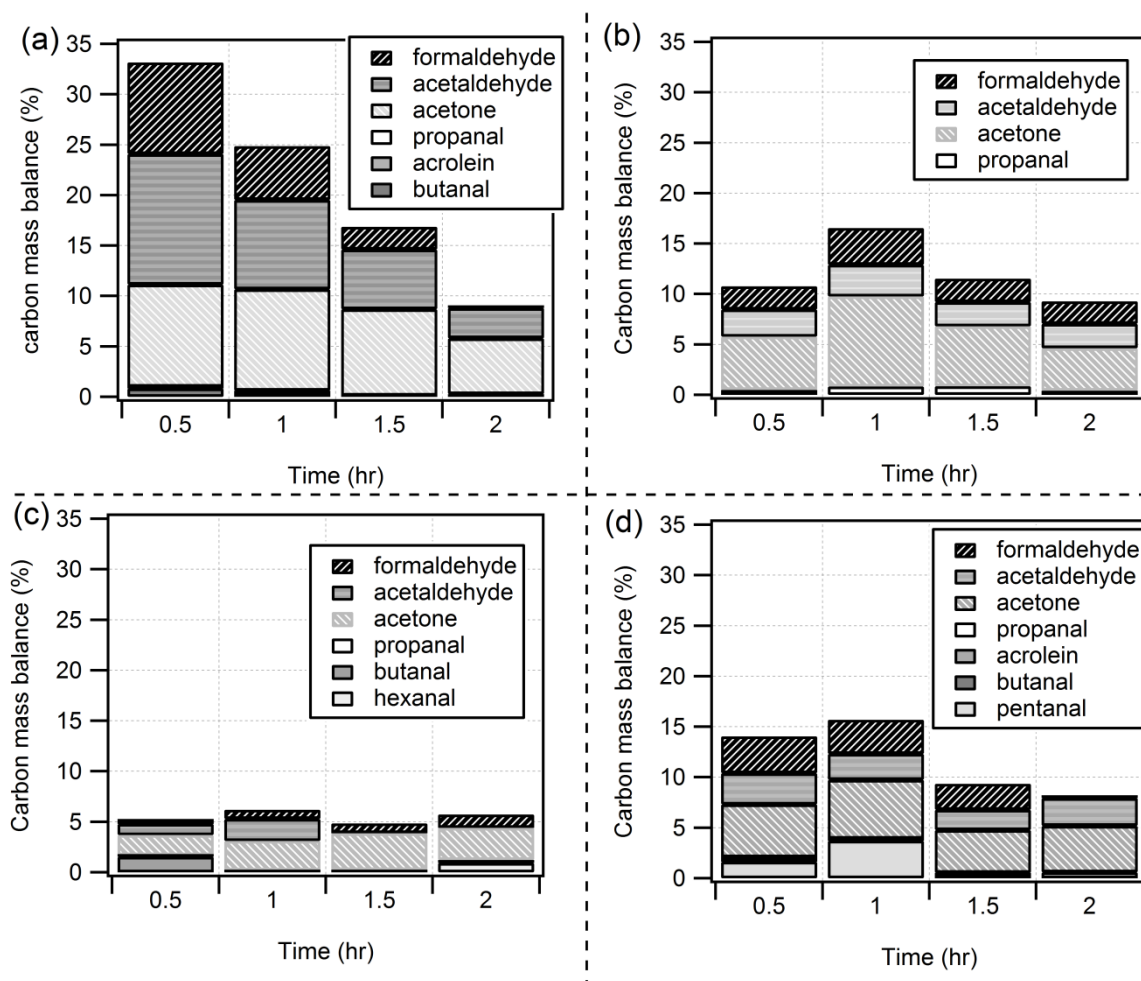 (a)
carbon mass balance (%)
35
30
25
20
15
10
5
0
formaldehyde
acetaldehyde
acetone
propanal
acrolein
butanal
0.5 1 1.5 2
Time (hr)
(b)
Carbon mass balance (%)
35
30
25
20
15
10
5
0
formaldehyde
acetaldehyde
acetone
propanal
0.5 1 1.5 2
Time (hr)
(c)
Carbon mass balance (%)
35
30
25
20
15
10
5
0
formaldehyde
acetaldehyde
acetone
propanal
butanal
hexanal
0.5 1 1.5 2
Time (hr)
(d)
Carbon mass balance (%)
35
30
25
20
15
10
5
0
formaldehyde
acetaldehyde
acetone
propanal
acrolein
butanal
pentanal
0.5 1 1.5 2
Time (hr)